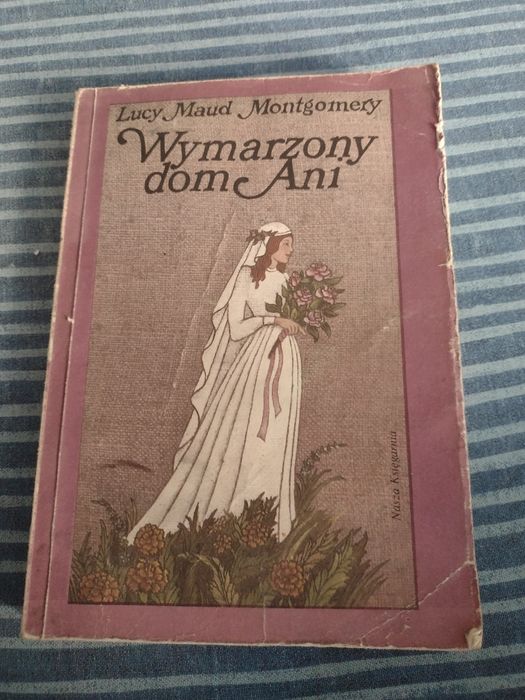 Lucy Maud Montgomery
Wymarzony
dom Ani
Nasza Księgarnia